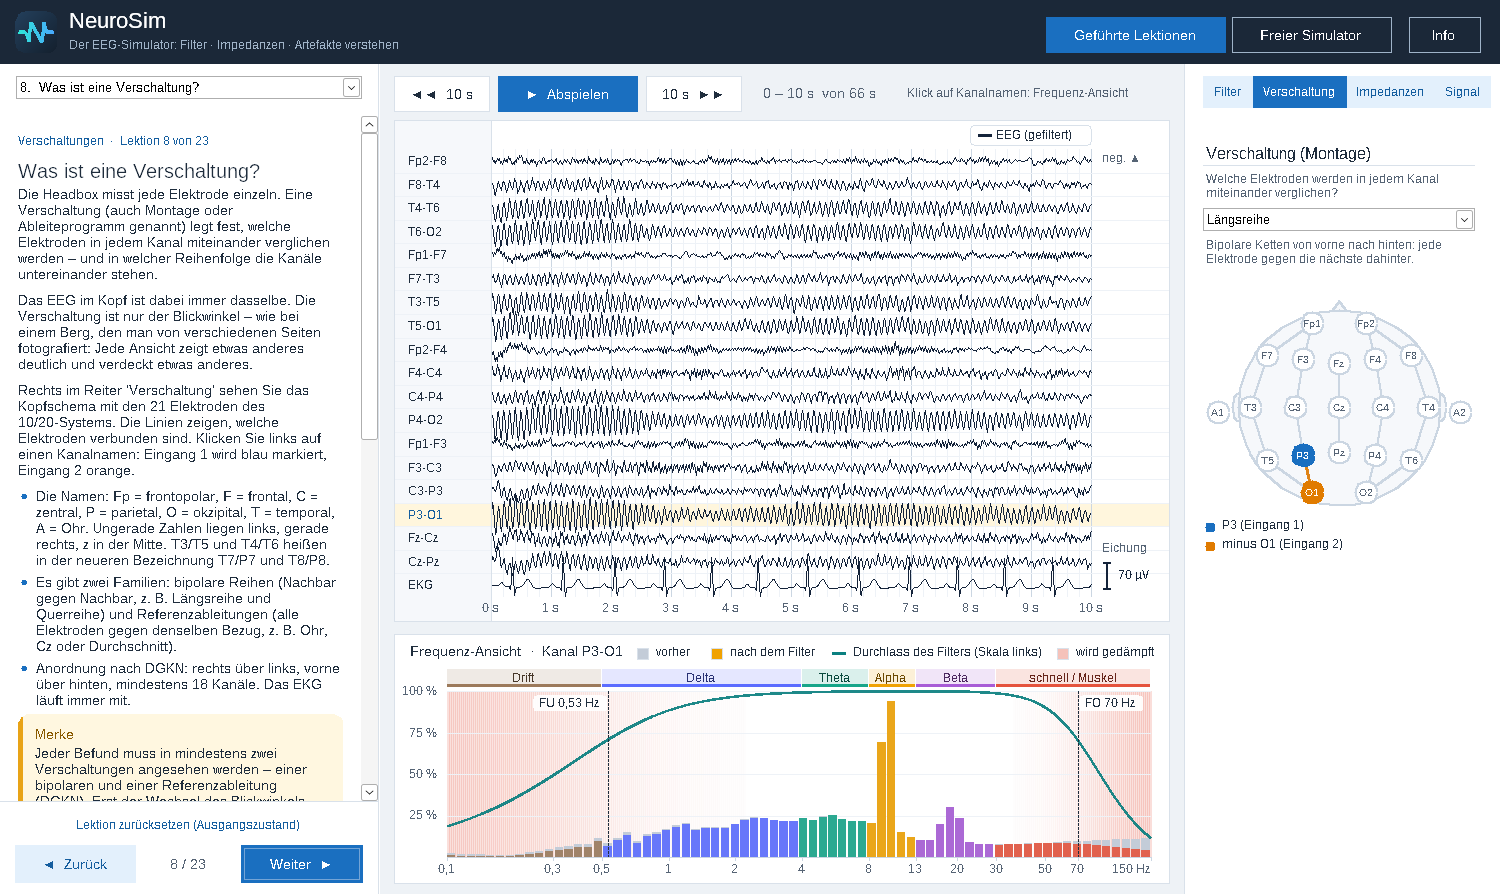 NeuroSim
Der EEG-Simulator: Filter · Impedanzen · Artefakte verstehen
Geführte Lektionen
Freier Simulator
Info
8. Was ist eine Verschaltung?
Verschaltungen · Lektion 8 von 23
Was ist eine Verschaltung?
Die Headbox misst jede Elektrode einzeln. Eine
Verschaltung (auch Montage oder
Ableiteprogramm genannt) legt fest, welche
Elektroden in jedem Kanal miteinander verglichen
werden – und in welcher Reihenfolge die Kanäle
untereinander stehen.
Das EEG im Kopf ist dabei immer dasselbe. Die
Verschaltung ist nur der Blickwinkel – wie bei
einem Berg, den man von verschiedenen Seiten
fotografiert: Jede Ansicht zeigt etwas anderes
deutlich und verdeckt etwas anderes.
Rechts im Reiter 'Verschaltung' sehen Sie das
Kopfschema mit den 21 Elektroden des
10/20-Systems. Die Linien zeigen, welche
Elektroden verbunden sind. Klicken Sie links auf
einen Kanalnamen: Eingang 1 wird blau markiert,
Eingang 2 orange.
• Die Namen: Fp = frontopolar, F = frontal, C =
zentral, P = parietal, O = okzipital, T = temporal,
A = Ohr. Ungerade Zahlen liegen links, gerade
rechts, z in der Mitte. T3/T5 und T4/T6 heißen
in der neueren Bezeichnung T7/P7 und T8/P8.
• Es gibt zwei Familien: bipolare Reihen (Nachbar
gegen Nachbar, z. B. Längsreihe und
Querreihe) und Referenzableitungen (alle
Elektroden gegen denselben Bezug, z. B. Ohr,
Cz oder Durchschnitt).
• Anordnung nach DGKN: rechts über links, vorne
über hinten, mindestens 18 Kanäle. Das EKG
läuft immer mit.
Merke
Jeder Befund muss in mindestens zwei
Verschaltungen angesehen werden – einer
bipolaren und einer Referenzableitung
(DGKN). Erst der Wechsel des Blickwinkels
Lektion zurücksetzen (Ausgangszustand)
◄ Zurück
8 / 23
Weiter ►
◄◄ 10 s
► Abspielen
10 s ►►
0 – 10 s von 66 s
Klick auf Kanalnamen: Frequenz-Ansicht
EEG (gefiltert)
neg. ▲
Fp2-F8
F8-T4
T4-T6
T6-O2
Fp1-F7
F7-T3
T3-T5
T5-O1
Fp2-F4
F4-C4
C4-P4
P4-O2
Fp1-F3
F3-C3
C3-P3
P3-O1
Fz-Cz
Cz-Pz
EKG
Eichung
70 µV
0 s 1 s 2 s 3 s 4 s 5 s 6 s 7 s 8 s 9 s 10 s
Frequenz-Ansicht · Kanal P3-O1
vorher
nach dem Filter
Durchlass des Filters (Skala links)
wird gedämpft
Drift Delta Theta Alpha Beta schnell / Muskel
100 %
75 %
50 %
25 %
FU 0,53 Hz
FO 70 Hz
0,1 0,3 0,5 1 2 4 8 13 20 30 50 70 150 Hz
Filter
Verschaltung
Impedanzen
Signal
Verschaltung (Montage)
Welche Elektroden werden in jedem Kanal
miteinander verglichen?
Längsreihe
Bipolare Ketten von vorne nach hinten: jede
Elektrode gegen die nächste dahinter.
Fp1 Fp2
F7 F3 Fz F4 F8
A1 T3 C3 Cz C4 T4 A2
T5 P3 Pz P4 T6
O1 O2
P3 (Eingang 1)
minus O1 (Eingang 2)